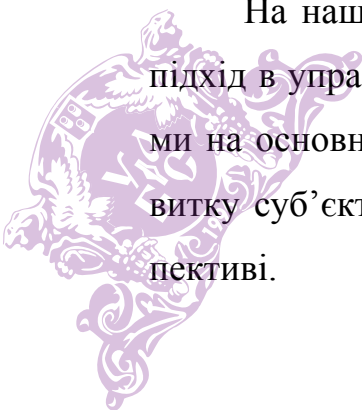 На наш
підхід в упра
ми на основн
витку суб’єкт
пективі.